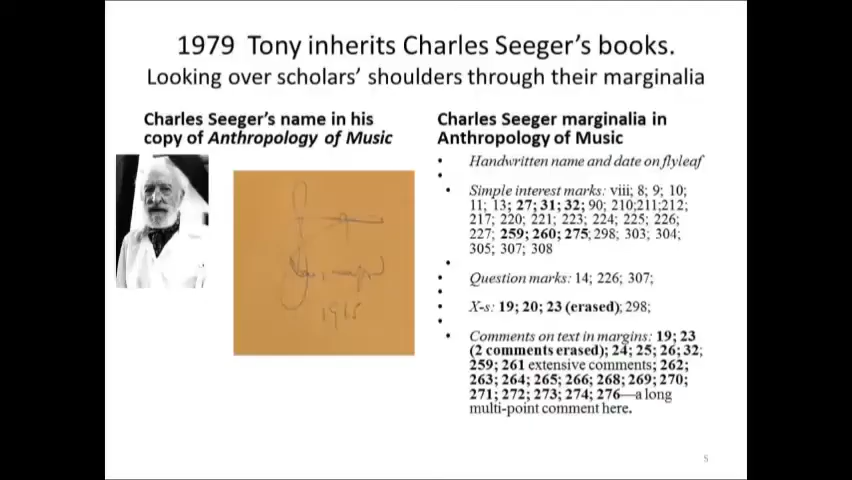 1979 Tony inherits Charles Seeger’s books.
Looking over scholars’ shoulders through their marginalia
Charles Seeger’s name in his
copy of Anthropology of Music
1965
Charles Seeger marginalia in
Anthropology of Music
• Handwritten name and date on flyleaf
•
• Simple interest marks: viii; 8; 9; 10;
11; 13; 27; 31; 32; 90; 210;211;212;
217; 220; 221; 223; 224; 225; 226;
227; 259; 260; 275; 298; 303; 304;
305; 307; 308
•
• Question marks: 14; 226; 307;
•
• X-s: 19; 20; 23 (erased); 298;
•
• Comments on text in margins: 19; 23
(2 comments erased); 24; 25; 26; 32;
259; 261 extensive comments; 262;
263; 264; 265; 266; 268; 269; 270;
271; 272; 273; 274; 276—a long
multi-point comment here.
5